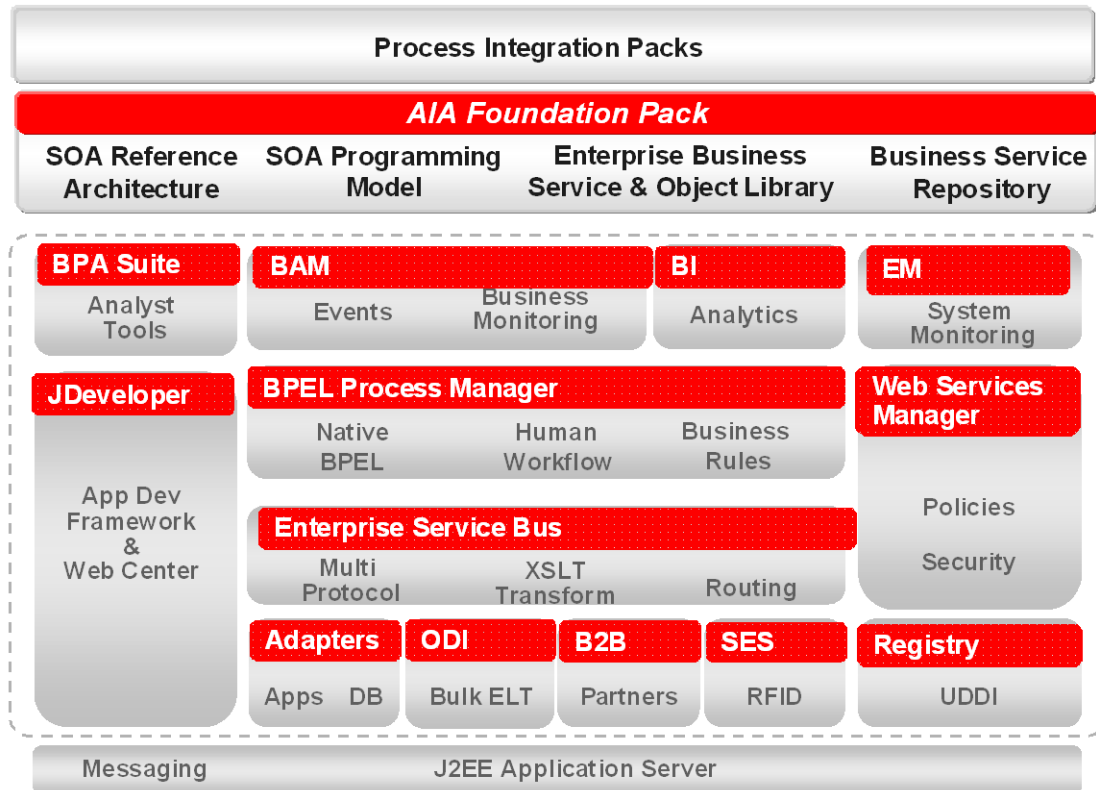 Process Integration Packs
AIA Foundation Pack
SOA Reference
Architecture
SOA Programming
Model
Enterprise Business
Service & Object Library
Business Service
Repository
BPA Suite
Analyst
Tools
BAM
Events
Business
Monitoring
BI
Analytics
EM
System
Monitoring
JDeveloper
App Dev
Framework
&
Web Center
BPEL Process Manager
Native
BPEL
Human
Workflow
Business
Rules
Web Services
Manager
Policies
Security
Enterprise Service Bus
Multi
Protocol
XSLT
Transform
Routing
Adapters
Apps DB
ODI
Bulk ELT
B2B
Partners
SES
RFID
Registry
UDDI
Messaging
J2EE Application Server